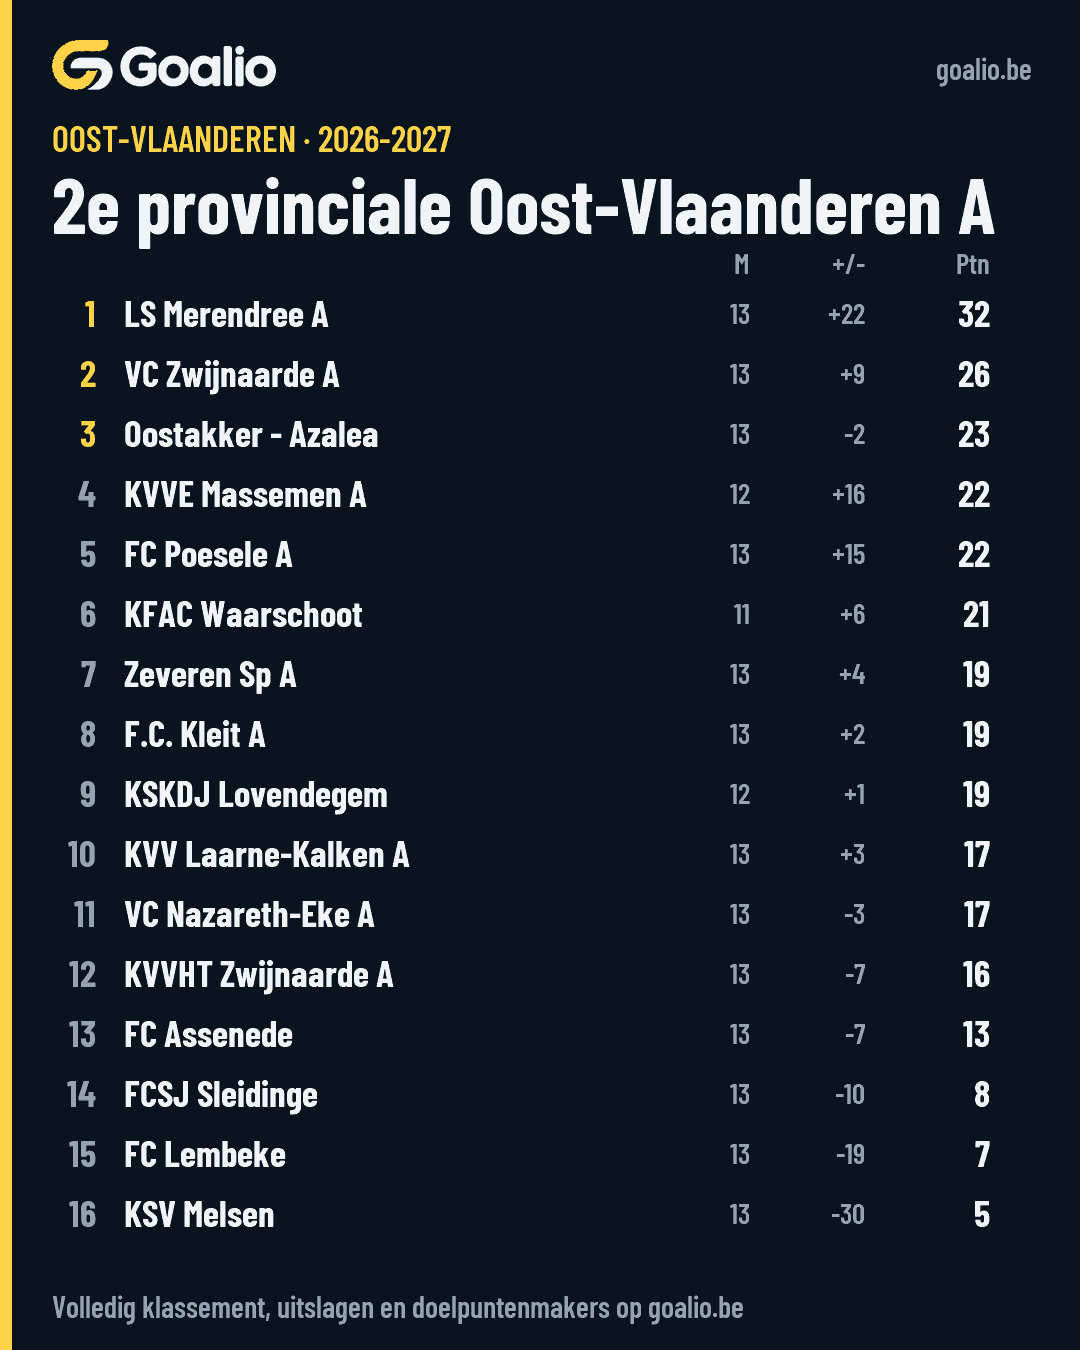 Goalio
goalio.be
OOST-VLAANDEREN · 2026-2027
2e provinciale Oost-Vlaanderen A
M +/- Ptn
1 LS Merendree A 13 +22 32
2 VC Zwijnaarde A 13 +9 26
3 Oostakker - Azalea 13 -2 23
4 KVVE Massemen A 12 +16 22
5 FC Poesele A 13 +15 22
6 KFAC Waarschoot 11 +6 21
7 Zeveren Sp A 13 +4 19
8 F.C. Kleit A 13 +2 19
9 KSKDJ Lovendegem 12 +1 19
10 KVV Laarne-Kalken A 13 +3 17
11 VC Nazareth-Eke A 13 -3 17
12 KVVHT Zwijnaarde A 13 -7 16
13 FC Assenede 13 -7 13
14 FCSJ Sleidinge 13 -10 8
15 FC Lembeke 13 -19 7
16 KSV Melsen 13 -30 5
Volledig klassement, uitslagen en doelpuntenmakers op goalio.be